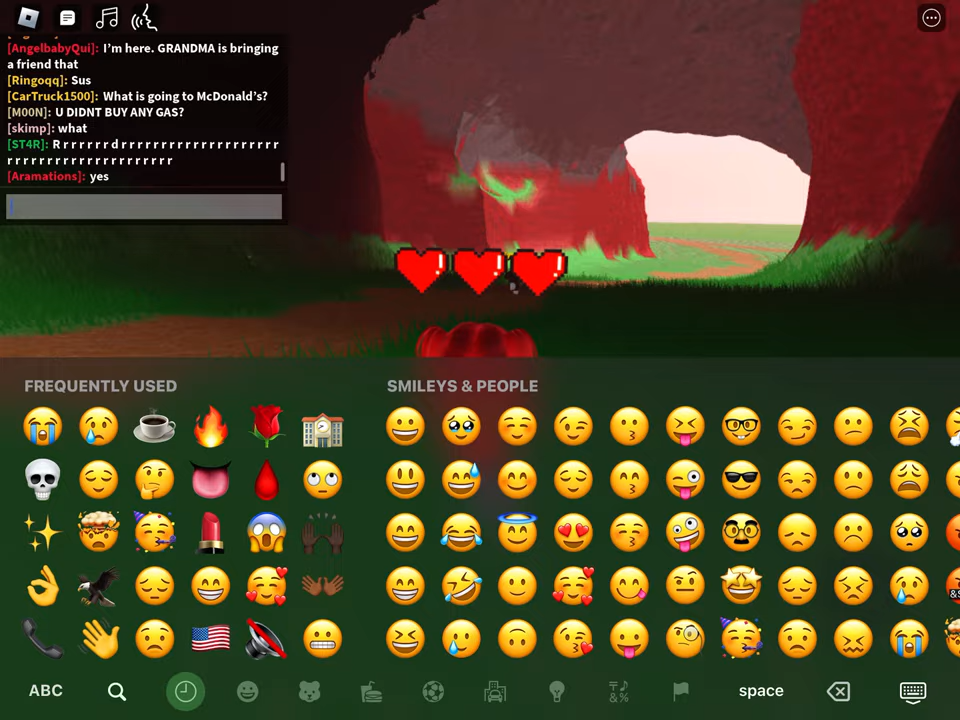 [AngelbabyQui]: I'm here. GRANDMA is bringing
a friend that
[Ringoqq]: Sus
[CarTruck1500]: What is going to McDonald's?
[M00N]: U DIDNT BUY ANY GAS?
[skimp]: what
[ST4R]: R r r r r r d r r r r r r r r r r r r r r r r r r r r
r r r r r r r r r r r r r r r r r r r r r
[Aramations]: yes
FREQUENTLY USED
SMILEYS & PEOPLE
ABC
space